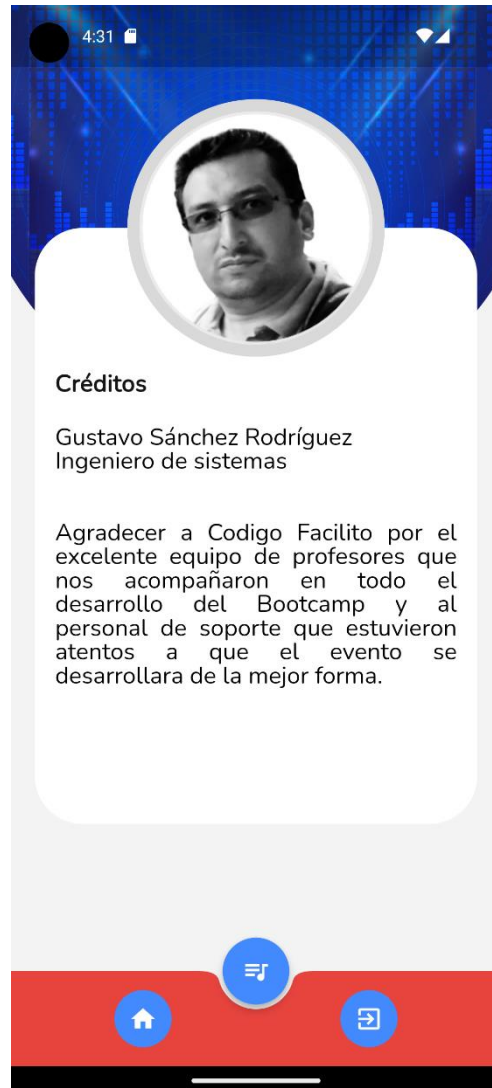 4:31
Créditos
Gustavo Sánchez Rodríguez
Ingeniero de sistemas
Agradecer a Codigo Facilito por el
excelente equipo de profesores que
nos acompañaron en todo el
desarrollo del Bootcamp y al
personal de soporte que estuvieron
atentos a que el evento se
desarrollara de la mejor forma.